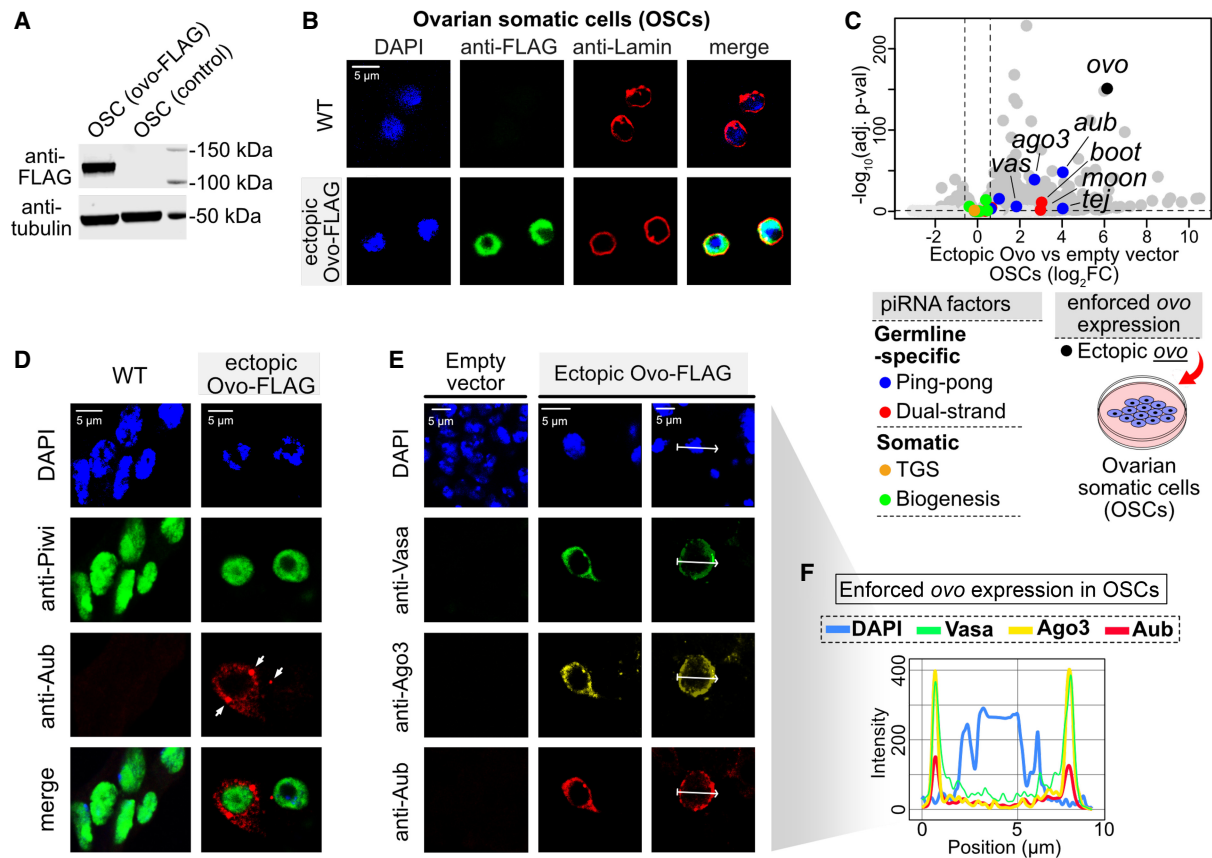 A
OSC (ovo-FLAG)
OSC (control)
anti-
FLAG
-150 kDa
-100 kDa
anti-
tubulin
-50 kDa
B
Ovarian somatic cells (OSCs)
DAPI anti-FLAG anti-Lamin merge
5 µm
WT
ectopic
Ovo-FLAG
C
-log10(adj. p-val)
200
100
0
ovo
aub
ago3
boot
vas
moon
tej
-2 0 2 4 6 8 10
Ectopic Ovo vs empty vector
OSCs (log2FC)
piRNA factors
Germline
-specific
Ping-pong
Dual-strand
Somatic
TGS
Biogenesis
enforced ovo
expression
Ectopic ovo
Ovarian
somatic cells
(OSCs)
D
WT
ectopic
Ovo-FLAG
5 µm
5 µm
DAPI
anti-Piwi
anti-Aub
merge
E
Empty
vector
Ectopic Ovo-FLAG
5 µm
5 µm
5 µm
DAPI
anti-Vasa
anti-Ago3
anti-Aub
F
Enforced ovo expression in OSCs
DAPI Vasa Ago3 Aub
Intensity
400
200
0
0 5 10
Position (µm)